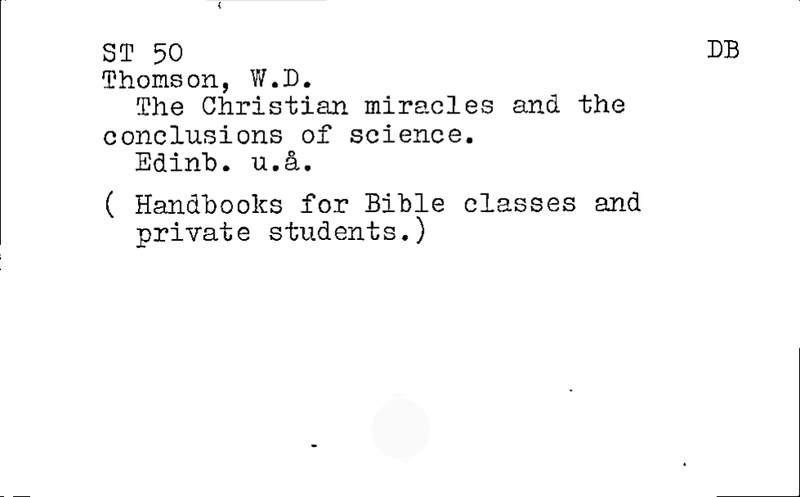 ST 50 DB
Thomson, W.D.
The Christian miracles and the
conclusions of science.
Edinb. u.å.
( Handbooks for Bible classes and
private students.)